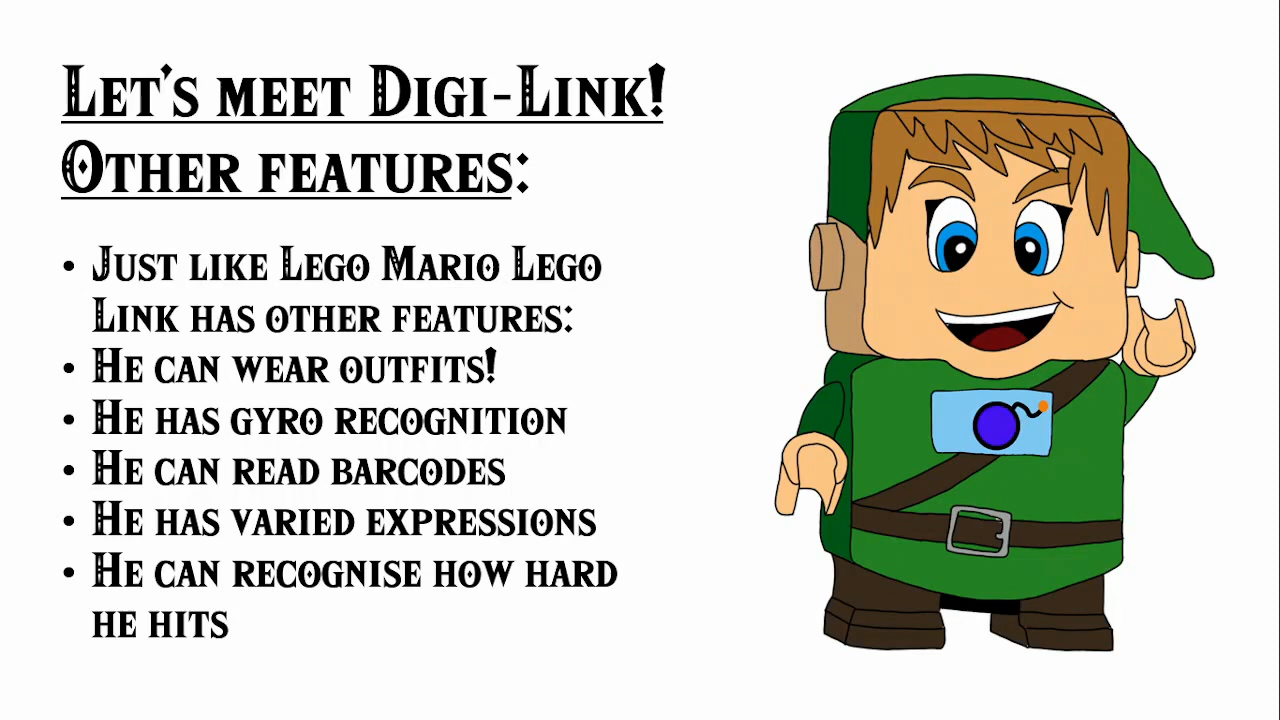 Let's meet Digi-Link!
Other features:
• Just like Lego Mario Lego
Link has other features:
• He can wear outfits!
• He has gyro recognition
• He can read barcodes
• He has varied expressions
• He can recognise how hard
he hits